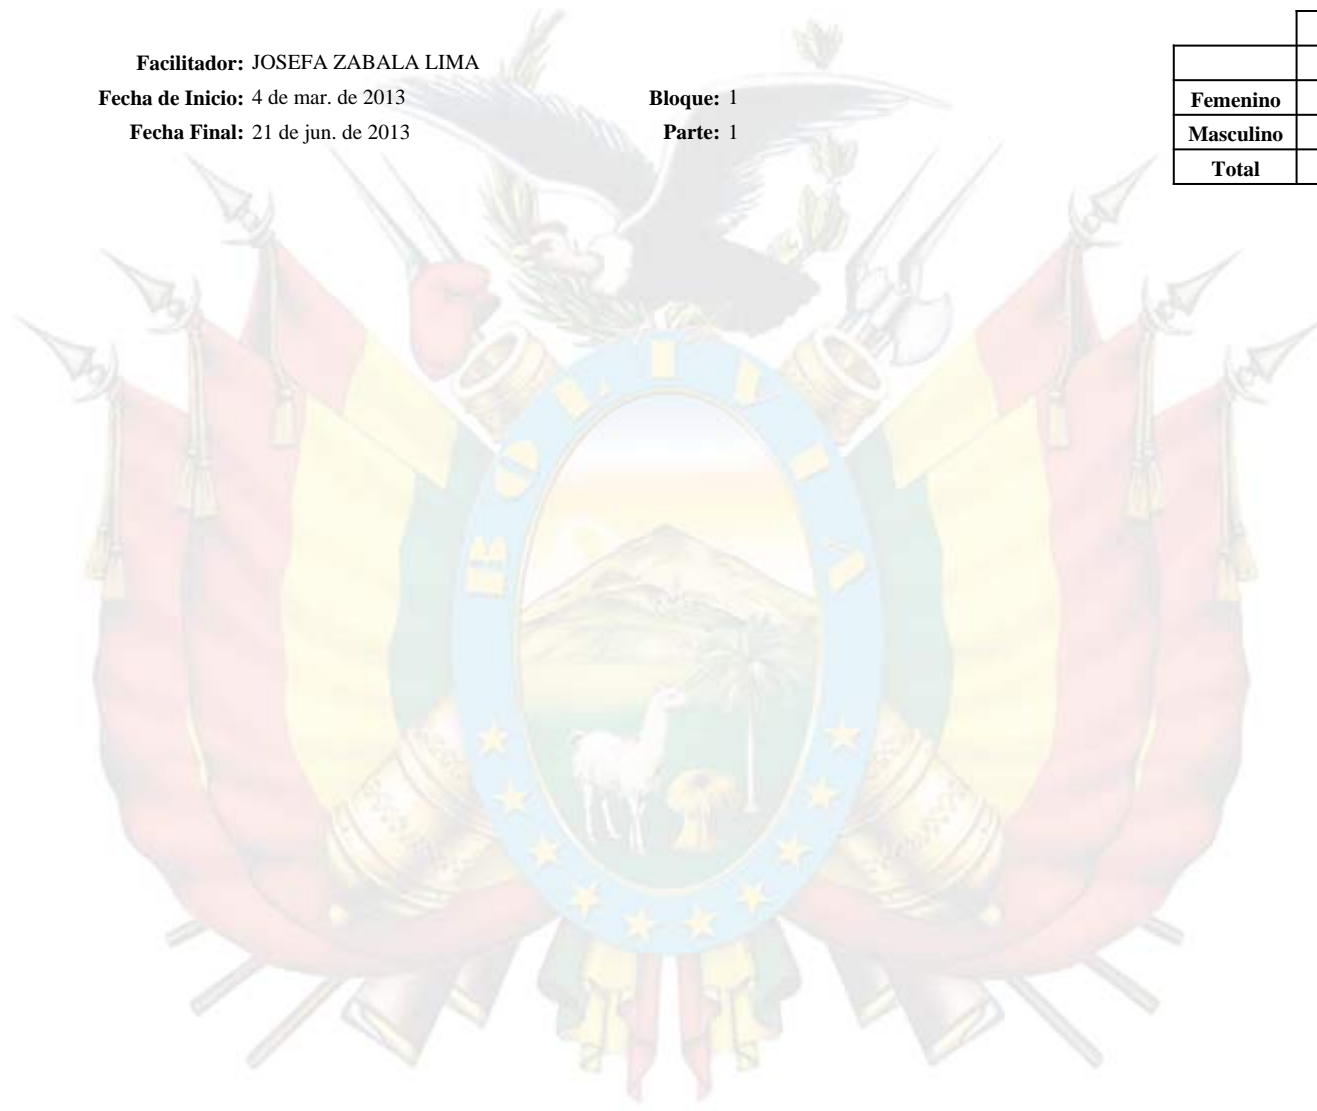 Facilitador: JOSEFA ZABALA LIMA
Fecha de Inicio: 4 de mar. de 2013
Bloque: 1
Fecha Final: 21 de jun. de 2013
Parte: 1
Femenino
Masculino
Total
BOLIVIA